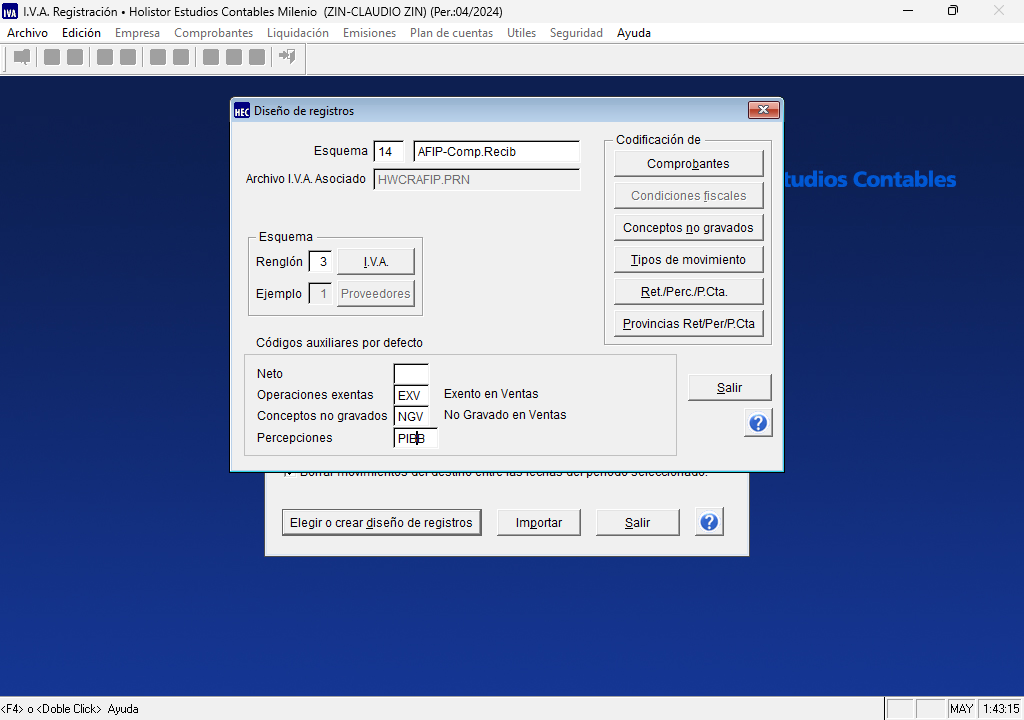 I.V.A. Registración • Holistor Estudios Contables Milenio  (ZIN-CLAUDIO ZIN) (Per.:04/2024)
Archivo Edición Empresa Comprobantes Liquidación Emisiones Plan de cuentas Utiles Seguridad Ayuda
tudios Contables
HEC Diseño de registros
Esquema 14 AFIP-Comp.Recib
Archivo I.V.A. Asociado HWCRAFIP.PRN
Codificación de
Comprobantes
Condiciones fiscales
Conceptos no gravados
Tipos de movimiento
Ret./Perc./P.Cta.
Provincias Ret/Per/P.Cta
Esquema
Renglón 3 I.V.A.
Ejemplo 1 Proveedores
Códigos auxiliares por defecto
Neto
Operaciones exentas EXV Exento en Ventas
Conceptos no gravados NGV No Gravado en Ventas
Percepciones PIBB
Salir
?
Borrar movimientos del destino entre las fechas del período seleccionado.
Elegir o crear diseño de registros Importar Salir ?
<F4> o <Doble Click> Ayuda MAY 1:43:15